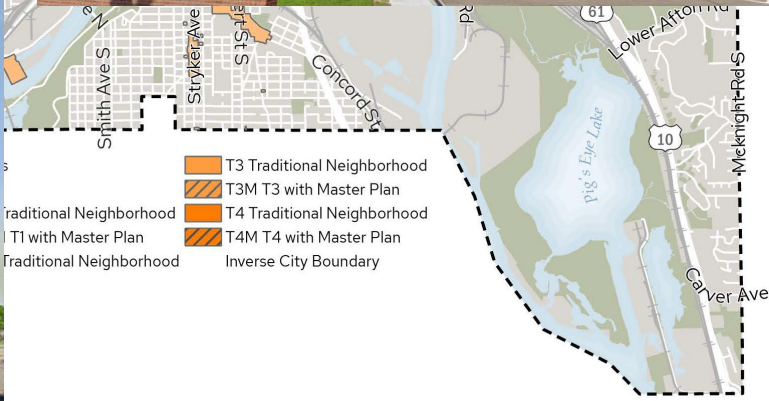 61
Lower Afton Rd
Rd
Stryker Ave
St S
Smith Ave S
Concord St
Mcknight Rd S
10
Pig's Eye Lake
Carver Ave
s
T3 Traditional Neighborhood
T3M T3 with Master Plan
Traditional Neighborhood
T4 Traditional Neighborhood
T1 with Master Plan
T4M T4 with Master Plan
Traditional Neighborhood
Inverse City Boundary